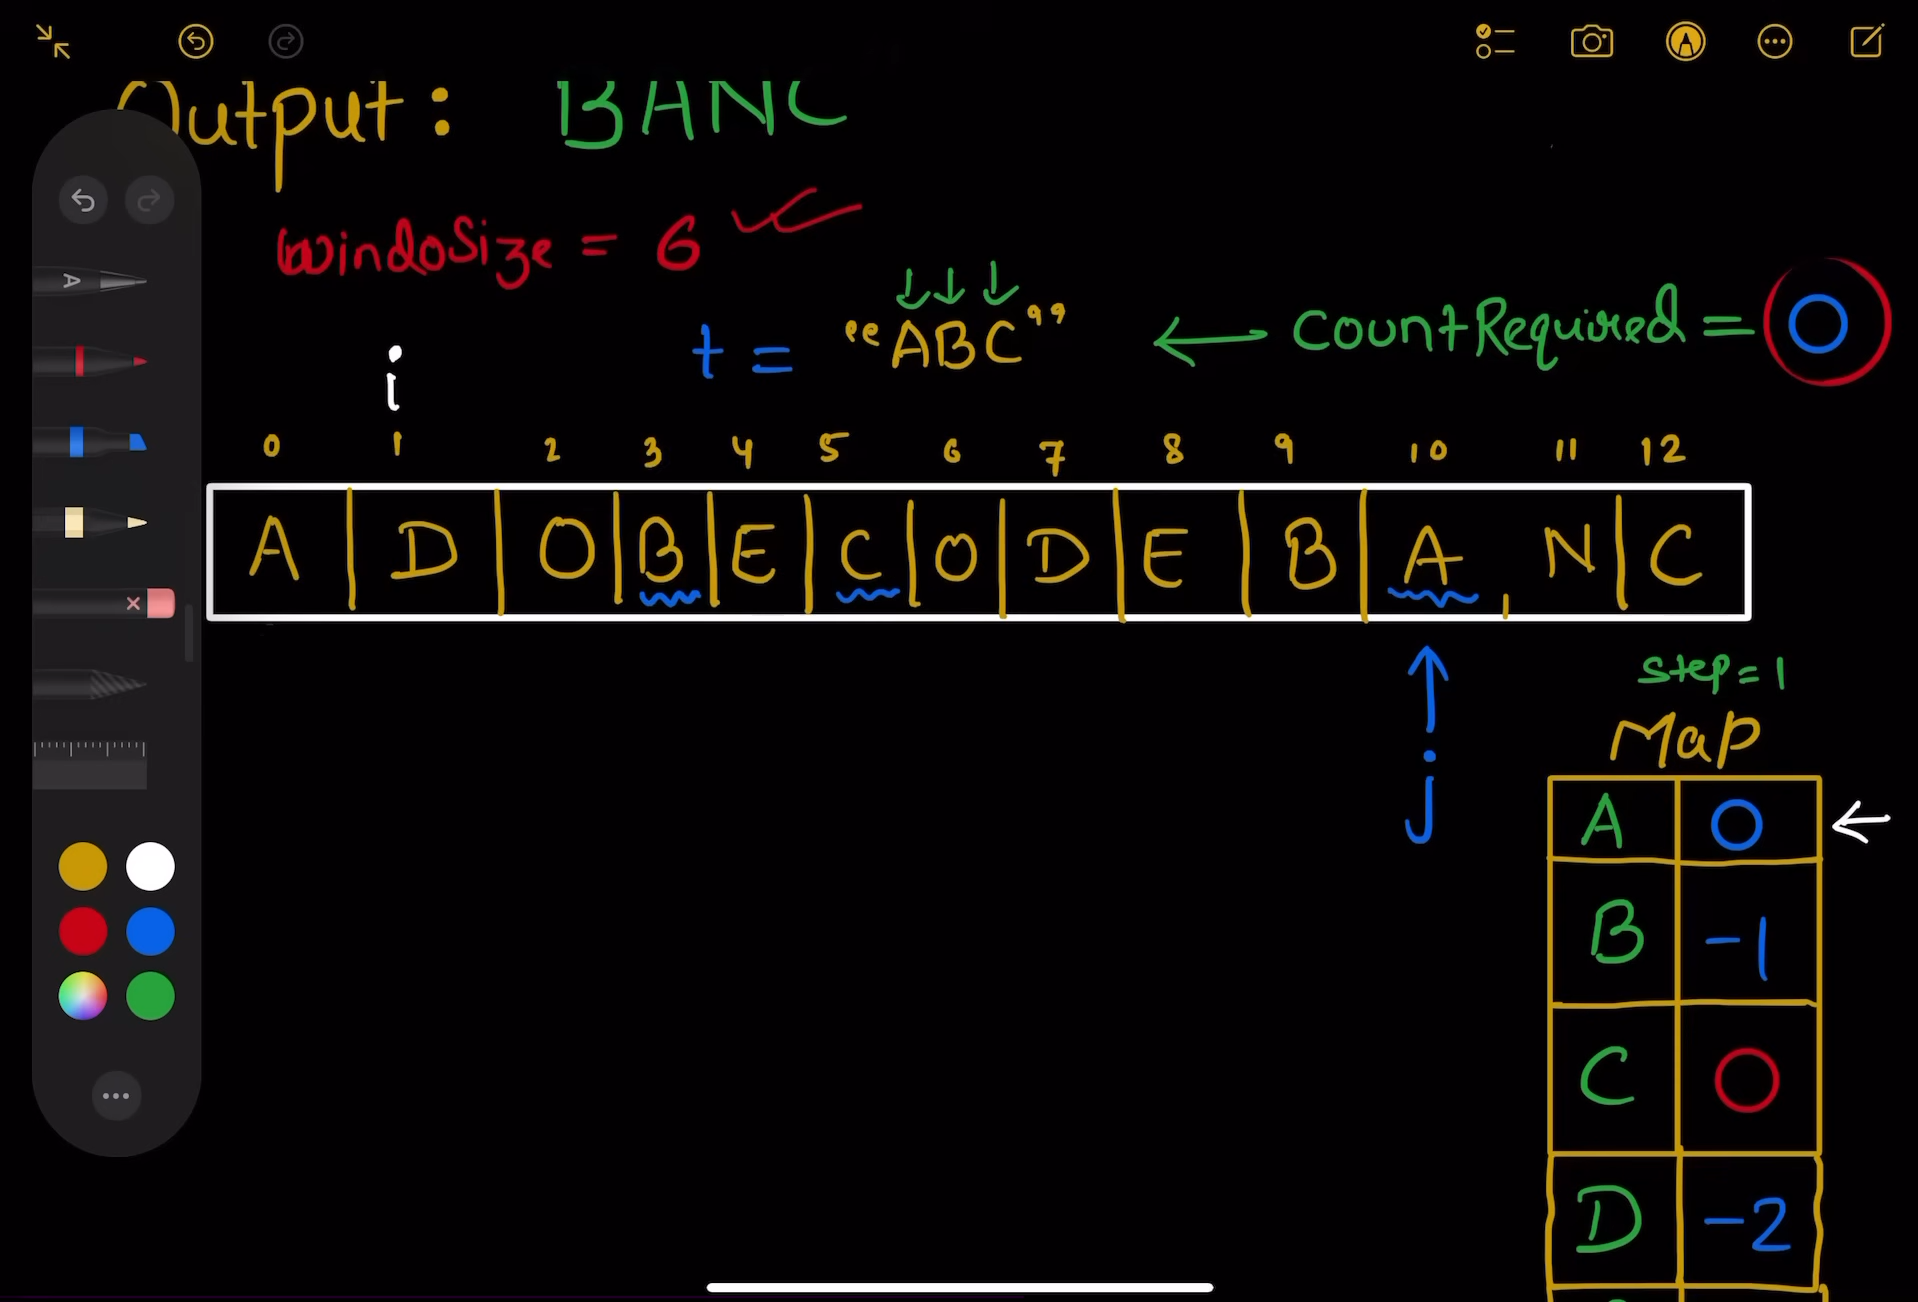 Output: BANC
windoSize = 6
t = "ABC" ← CountRequired = 0
i
0 1 2 3 4 5 6 7 8 9 10 11 12
A D O B E C O D E B A N C
j
step = 1
Map
A 0
B -1
C 0
D -2